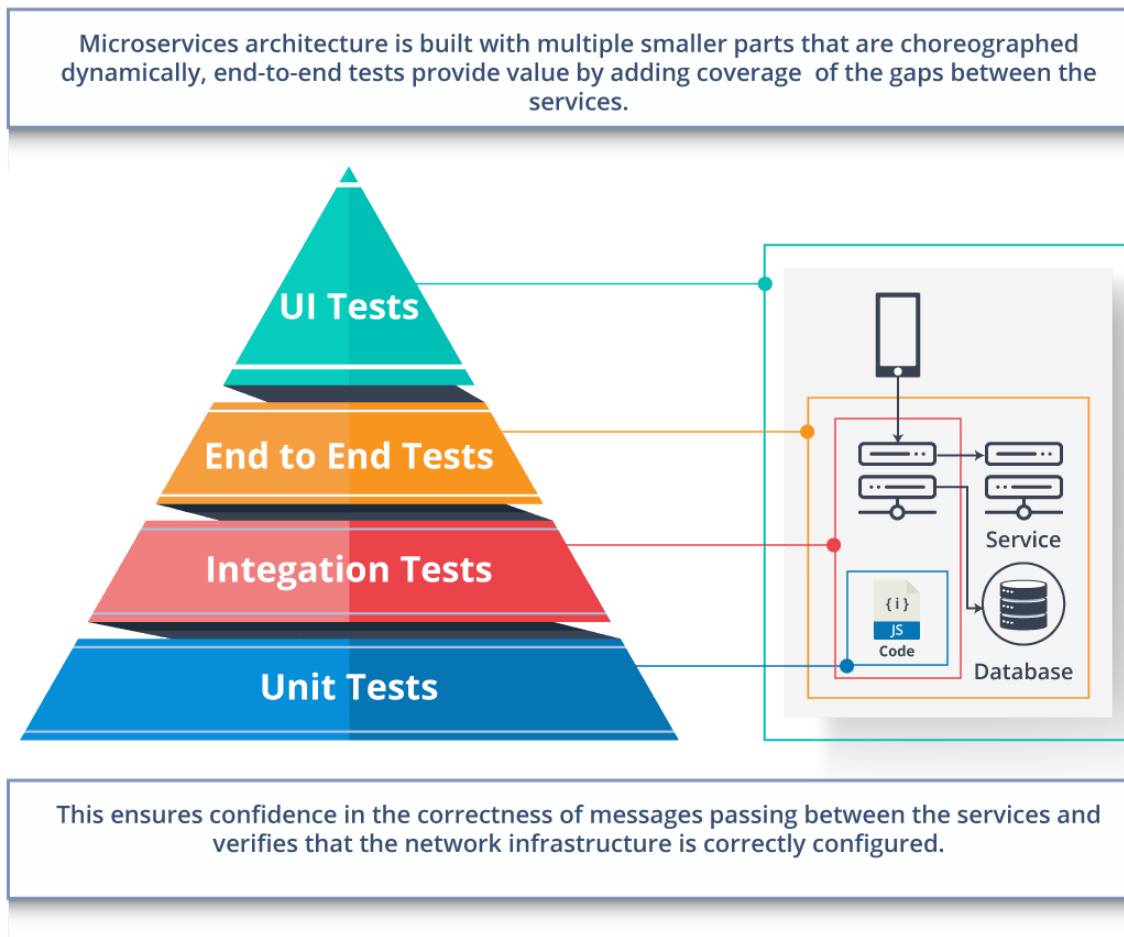 Microservices architecture is built with multiple smaller parts that are choreographed
dynamically, end-to-end tests provide value by adding coverage of the gaps between the
services.
UI Tests
End to End Tests
Integation Tests
Unit Tests
Service
{ i }
JS
Code
Database
This ensures confidence in the correctness of messages passing between the services and
verifies that the network infrastructure is correctly configured.